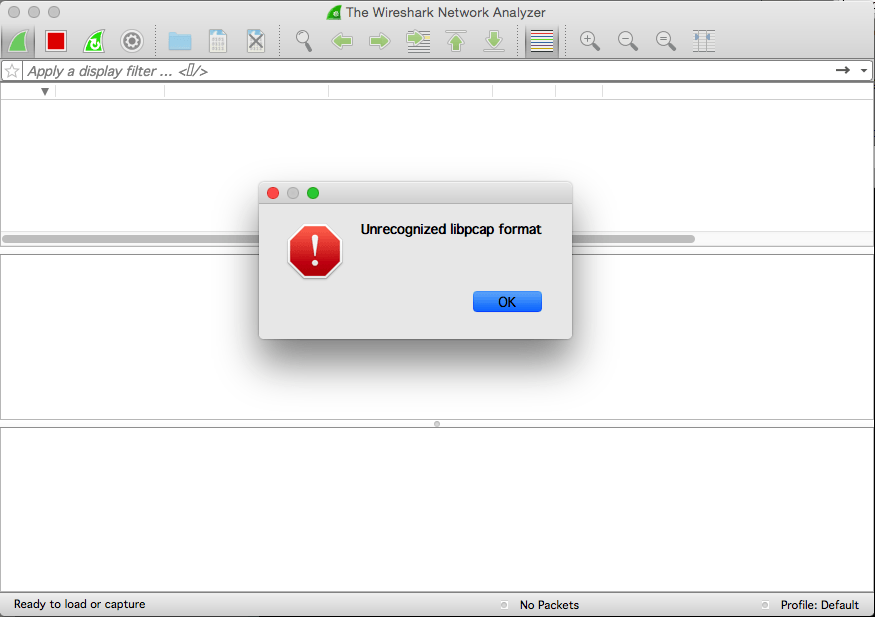 The Wireshark Network Analyzer
Apply a display filter ... <⌘/>
Unrecognized libpcap format
OK
Ready to load or capture
No Packets
Profile: Default